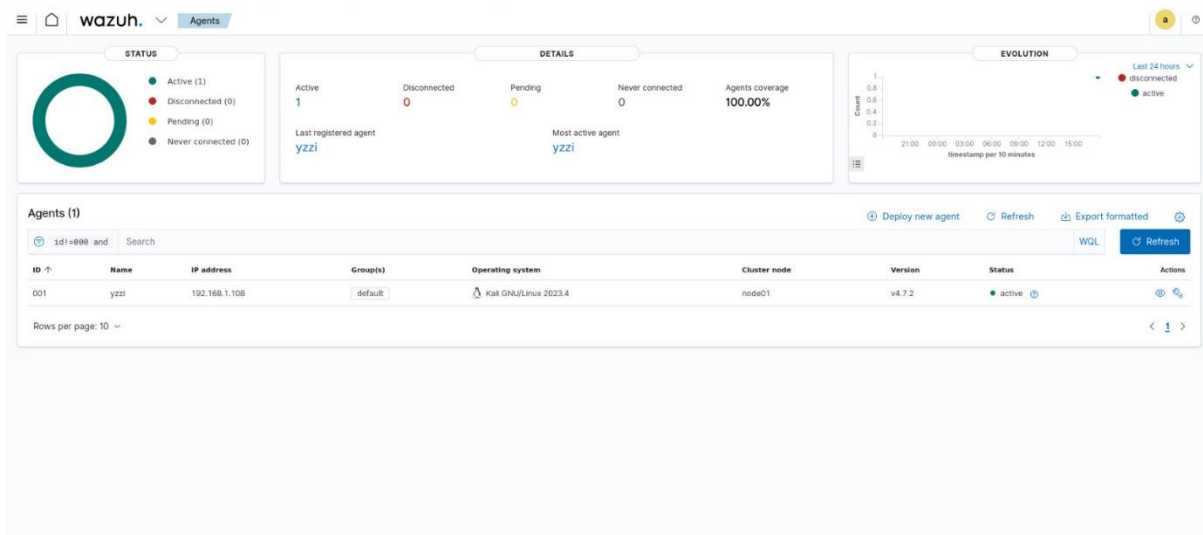 wazuh. Agents a
STATUS
Active (1)
Disconnected (0)
Pending (0)
Never connected (0)
DETAILS
Active Disconnected Pending Never connected Agents coverage
1 0 0 0 100.00%
Last registered agent Most active agent
yzzi yzzi
EVOLUTION
Last 24 hours
disconnected
active
Count
1
0.8
0.6
0.4
0.2
0
21:00 00:00 03:00 06:00 09:00 12:00 15:00
timestamp per 10 minutes
Agents (1) Deploy new agent Refresh Export formatted
id!=000 and Search WQL Refresh
ID Name IP address Group(s) Operating system Cluster node Version Status Actions
001 yzzi 192.168.1.108 default Kali GNU/Linux 2023.4 node01 v4.7.2 active
Rows per page: 10 < 1 >